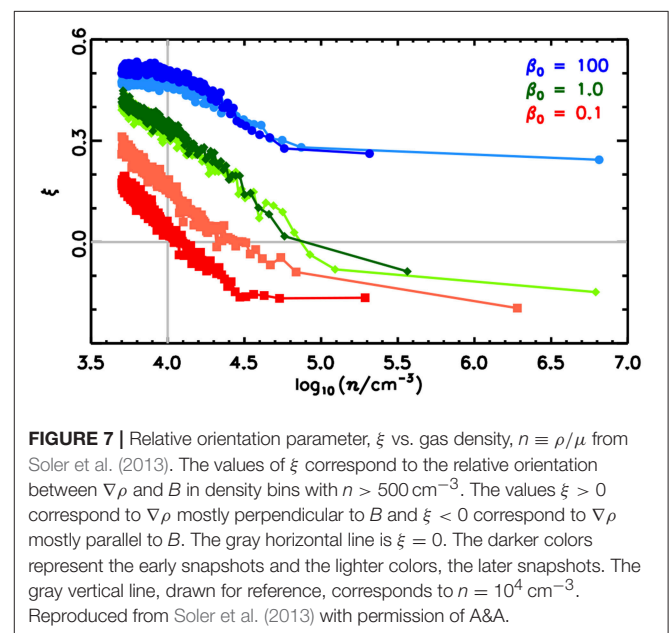 0.6
0.3
0.0
ξ
β₀ = 100
β₀ = 1.0
β₀ = 0.1
3.5 4.0 4.5 5.0 5.5 6.0 6.5 7.0
log₁₀(n/cm⁻³)
FIGURE 7 | Relative orientation parameter, ξ vs. gas density, n ≡ ρ/μ from
Soler et al. (2013). The values of ξ correspond to the relative orientation
between ∇ρ and B in density bins with n > 500 cm⁻³. The values ξ > 0
correspond to ∇ρ mostly perpendicular to B and ξ < 0 correspond to ∇ρ
mostly parallel to B. The gray horizontal line is ξ = 0. The darker colors
represent the early snapshots and the lighter colors, the later snapshots. The
gray vertical line, drawn for reference, corresponds to n = 10⁴ cm⁻³.
Reproduced from Soler et al. (2013) with permission of A&A.